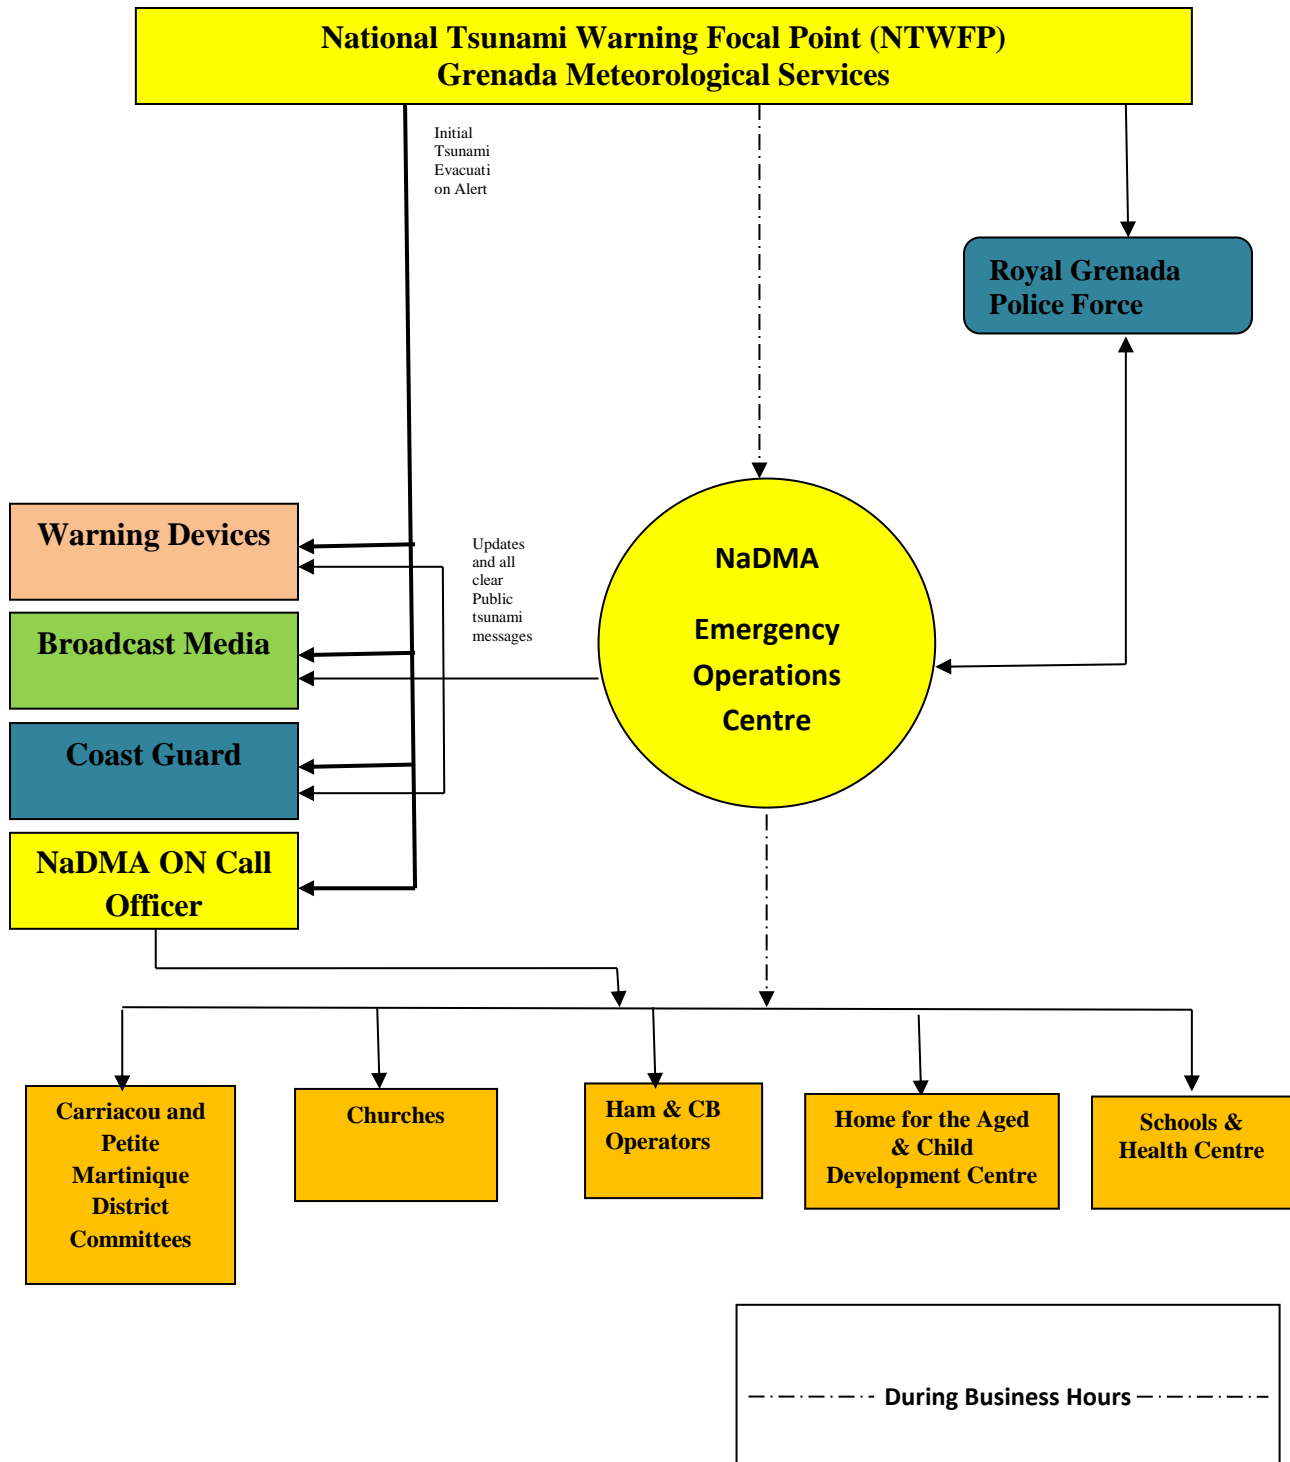 National Tsunami Warning Focal Point (NTWFP)
Grenada Meteorological Services
Initial
Tsunami
Evacuati
on Alert
Royal Grenada
Police Force
Warning Devices
Updates
and all
clear
Public
tsunami
messages
NaDMA
Emergency
Operations
Centre
Broadcast Media
Coast Guard
NaDMA ON Call
Officer
Carriacou and
Petite
Martinique
District
Committees
Churches
Ham & CB
Operators
Home for the Aged
& Child
Development Centre
Schools &
Health Centre
During Business Hours